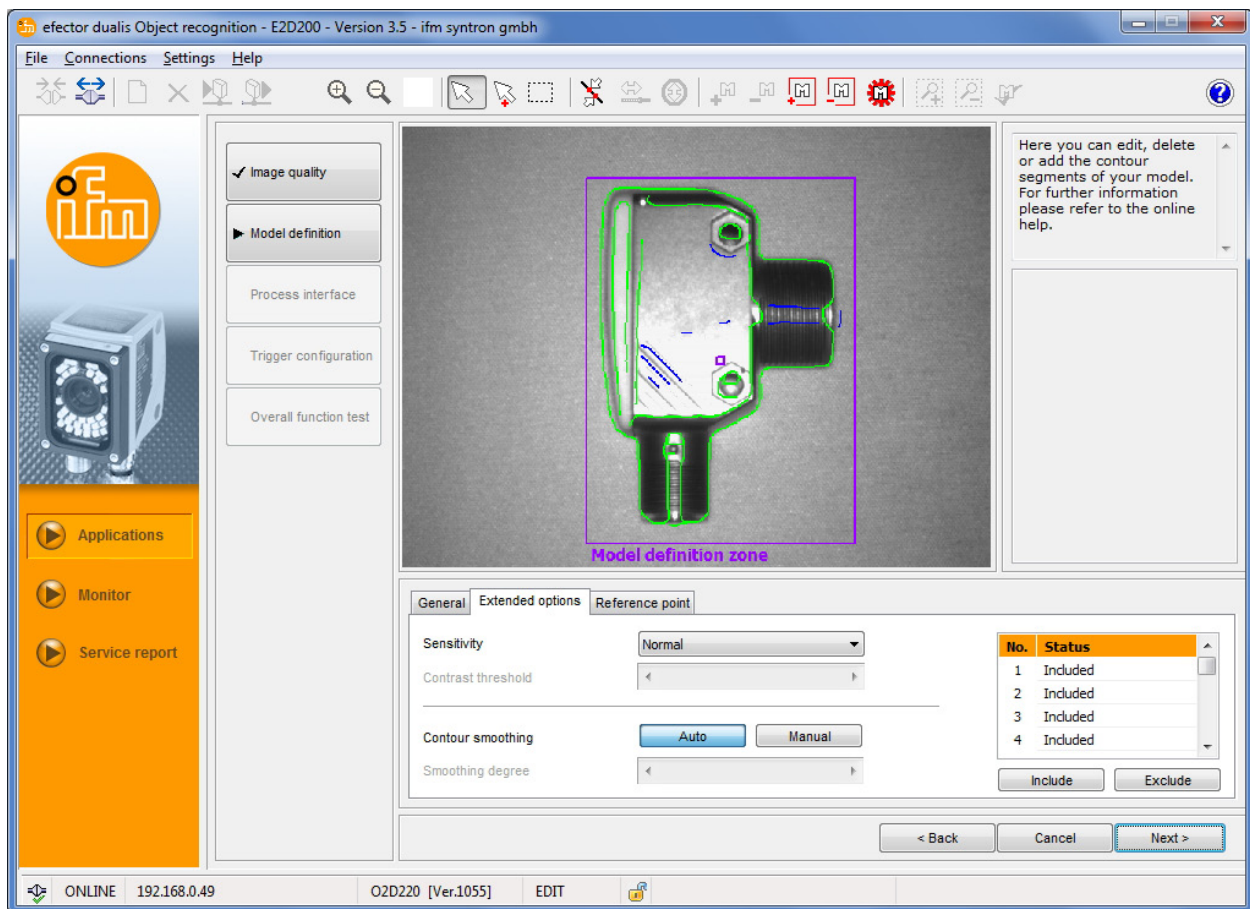 efector dualis Object recognition - E2D200 - Version 3.5 - ifm syntron gmbh
File Connections Settings Help
ifm
Image quality
Model definition
Process interface
Trigger configuration
Overall function test
Applications
Monitor
Service report
Model definition zone
Here you can edit, delete
or add the contour
segments of your model.
For further information
please refer to the online
help.
General Extended options Reference point
Sensitivity Normal
Contrast threshold
Contour smoothing Auto Manual
Smoothing degree
No. Status
1 Included
2 Included
3 Included
4 Included
Include Exclude
< Back Cancel Next >
ONLINE 192.168.0.49 O2D220 [Ver.1055] EDIT